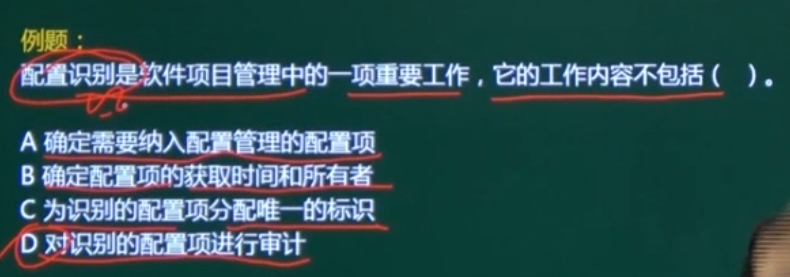 例题：
配置识别是软件项目管理中的一项重要工作，它的工作内容不包括（　）。
A 确定需要纳入配置管理的配置项
B 确定配置项的获取时间和所有者
C 为识别的配置项分配唯一的标识
D 对识别的配置项进行审计